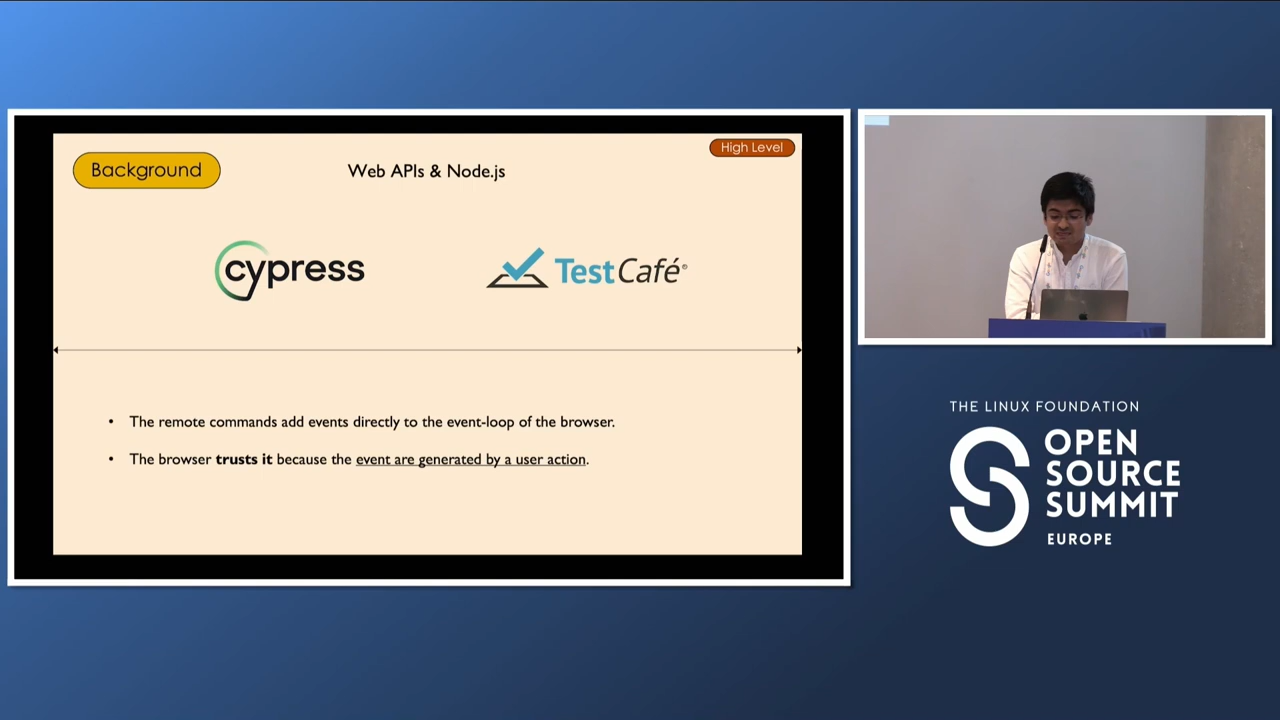 Background
Web APIs & Node.js
High Level
cypress
TestCafé®
• The remote commands add events directly to the event-loop of the browser.
• The browser trusts it because the event are generated by a user action.
THE LINUX FOUNDATION
OPEN
SOURCE
SUMMIT
EUROPE